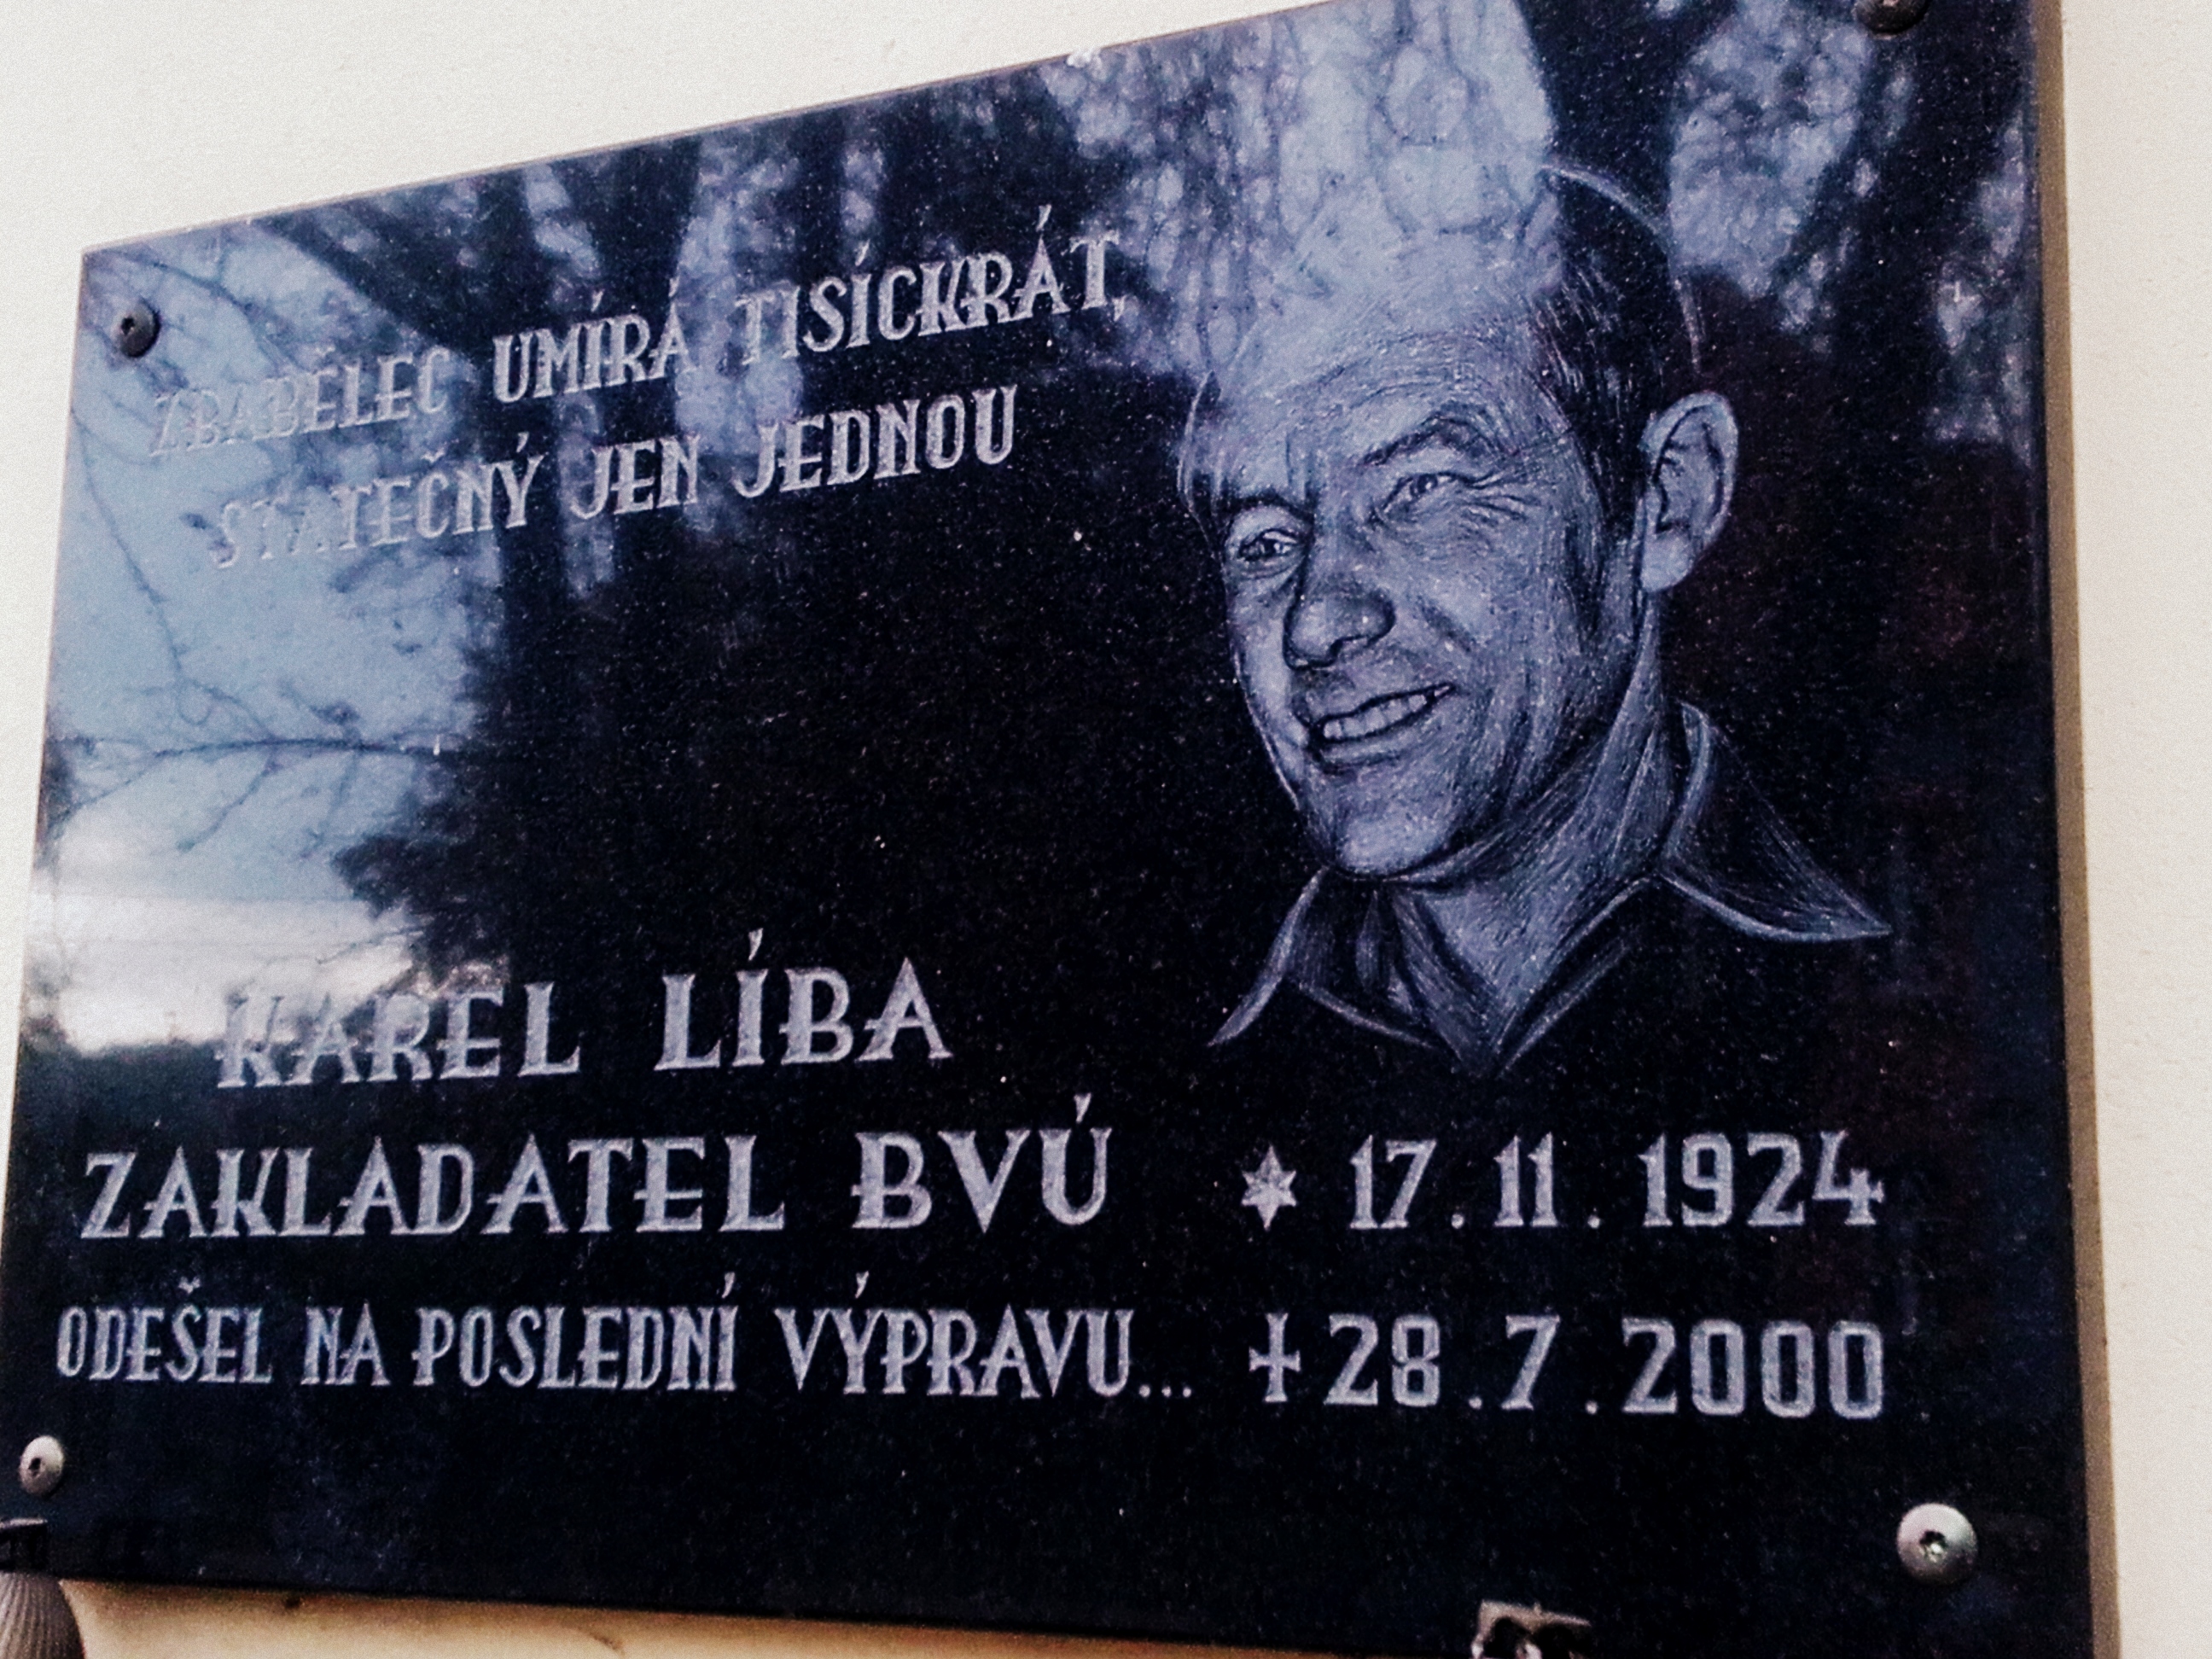 ZBABĚLEC UMÍRÁ TISÍCKRÁT,
STATEČNÝ JEN JEDNOU
KAREL LÍBA
ZAKLADATEL BVÚ ✶ 17.11.1924
ODEŠEL NA POSLEDNÍ VÝPRAVU... ✝28.7.2000